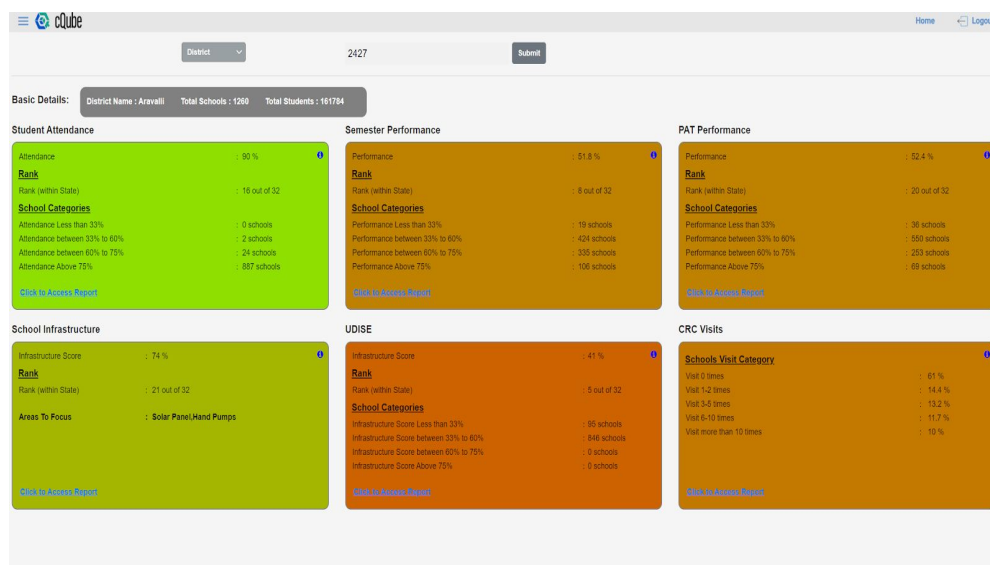 cQube
Home Logou
District 2427 Submit
Basic Details: District Name : Aravalli Total Schools : 1260 Total Students : 161784
Student Attendance
Attendance : 90 %
Rank
Rank (within State) : 16 out of 32
School Categories
Attendance Less than 33% : 0 schools
Attendance between 33% to 60% : 2 schools
Attendance between 60% to 75% : 24 schools
Attendance Above 75% : 887 schools
Click to Access Report
Semester Performance
Performance : 51.8 %
Rank
Rank (within State) : 8 out of 32
School Categories
Performance Less than 33% : 19 schools
Performance between 33% to 60% : 424 schools
Performance between 60% to 75% : 335 schools
Performance Above 75% : 106 schools
Click to Access Report
PAT Performance
Performance : 52.4 %
Rank
Rank (within State) : 20 out of 32
School Categories
Performance Less than 33% : 36 schools
Performance between 33% to 60% : 550 schools
Performance between 60% to 75% : 253 schools
Performance Above 75% : 69 schools
Click to Access Report
School Infrastructure
Infrastructure Score : 74 %
Rank
Rank (within State) : 21 out of 32
Areas To Focus : Solar Panel,Hand Pumps
Click to Access Report
UDISE
Infrastructure Score : 41 %
Rank
Rank (within State) : 5 out of 32
School Categories
Infrastructure Score Less than 33% : 95 schools
Infrastructure Score between 33% to 60% : 846 schools
Infrastructure Score between 60% to 75% : 0 schools
Infrastructure Score Above 75% : 0 schools
Click to Access Report
CRC Visits
Schools Visit Category
Visit 0 times : 61 %
Visit 1-2 times : 14.4 %
Visit 3-5 times : 13.2 %
Visit 6-10 times : 11.7 %
Visit more than 10 times : 10 %
Click to Access Report